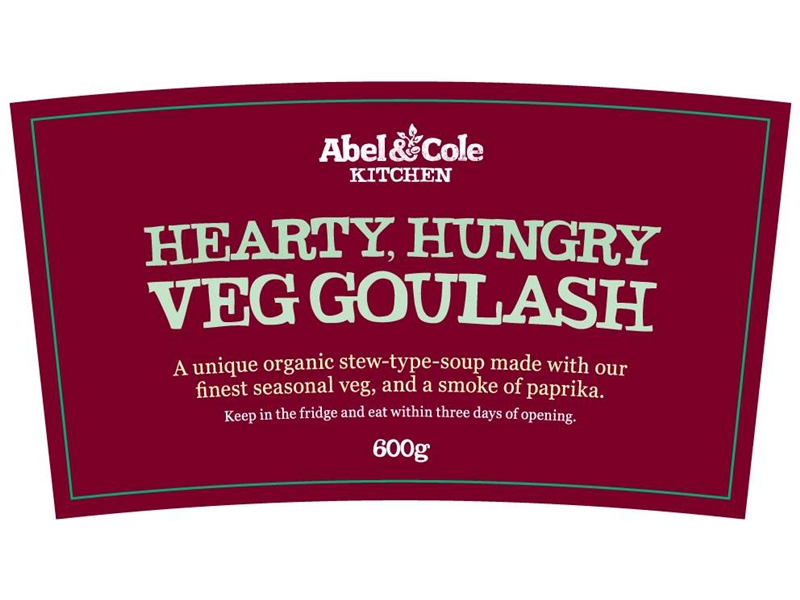 Abel & Cole
KITCHEN
HEARTY, HUNGRY
VEG GOULASH
A unique organic stew-type-soup made with our
finest seasonal veg, and a smoke of paprika.
Keep in the fridge and eat within three days of opening.
600g